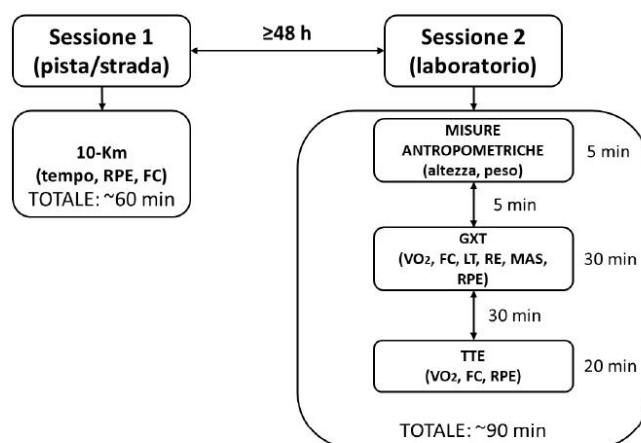 Sessione 1
(pista/strada)
≥48 h
Sessione 2
(laboratorio)
10-Km
(tempo, RPE, FC)
TOTALE: ~60 min
MISURE
ANTROPOMETRICHE
(altezza, peso)
5 min
5 min
GXT
(VO₂, FC, LT, RE, MAS,
RPE)
30 min
30 min
TTE
(VO₂, FC, RPE)
20 min
TOTALE: ~90 min